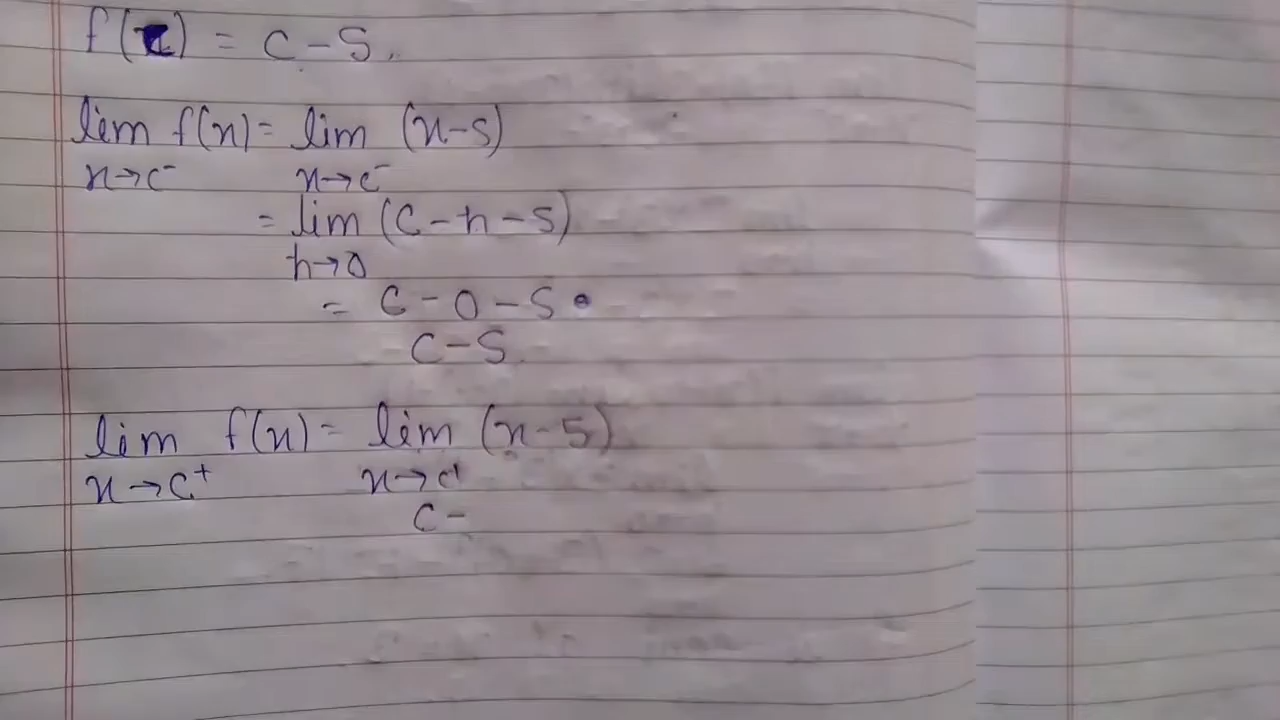 f(c) = c - 5.
lim f(x) = lim (x-5)
x→c⁻ x→c⁻
= lim (c - h - 5)
h→0
= c - 0 - 5
c - 5
lim f(x) = lim (x-5)
x→c⁺ x→c⁺
c -